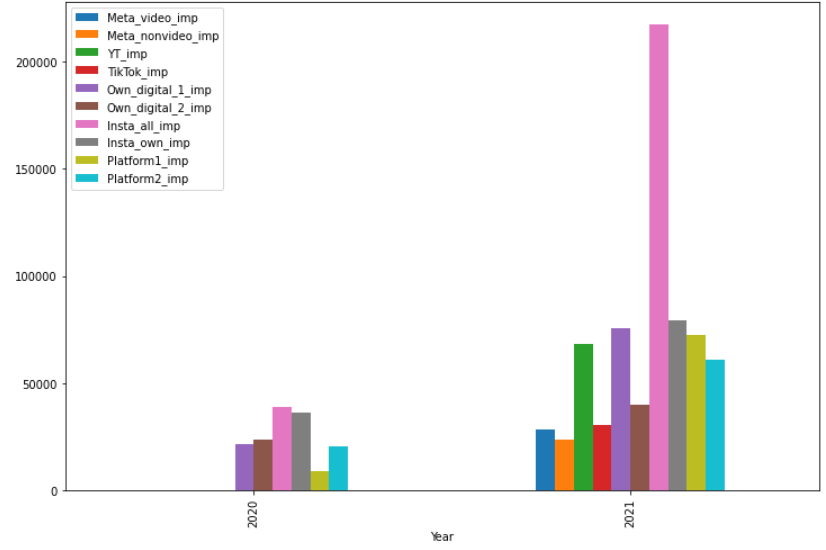 Meta_video_imp
Meta_nonvideo_imp
YT_imp
TikTok_imp
Own_digital_1_imp
Own_digital_2_imp
Insta_all_imp
Insta_own_imp
Platform1_imp
Platform2_imp
200000
150000
100000
50000
0
2020
2021
Year